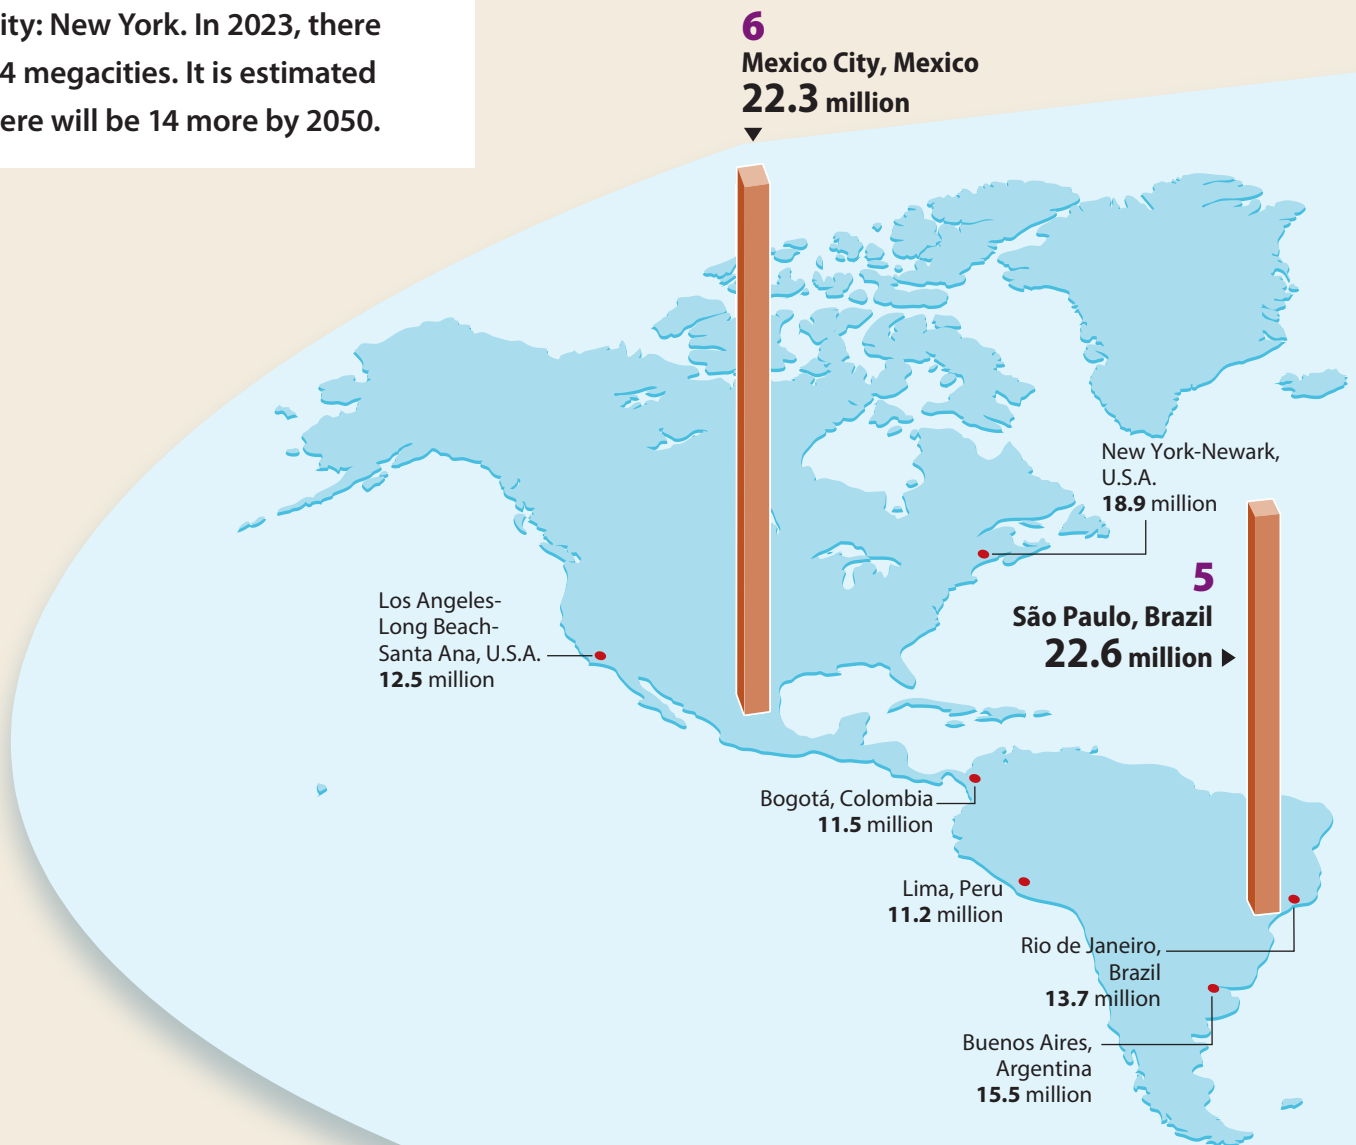 ity: New York. In 2023, there
4 megacities. It is estimated
ere will be 14 more by 2050.
6
Mexico City, Mexico
22.3 million
New York-Newark,
U.S.A.
18.9 million
5
São Paulo, Brazil
22.6 million
Los Angeles-
Long Beach-
Santa Ana, U.S.A.
12.5 million
Bogotá, Colombia
11.5 million
Lima, Peru
11.2 million
Rio de Janeiro,
Brazil
13.7 million
Buenos Aires,
Argentina
15.5 million